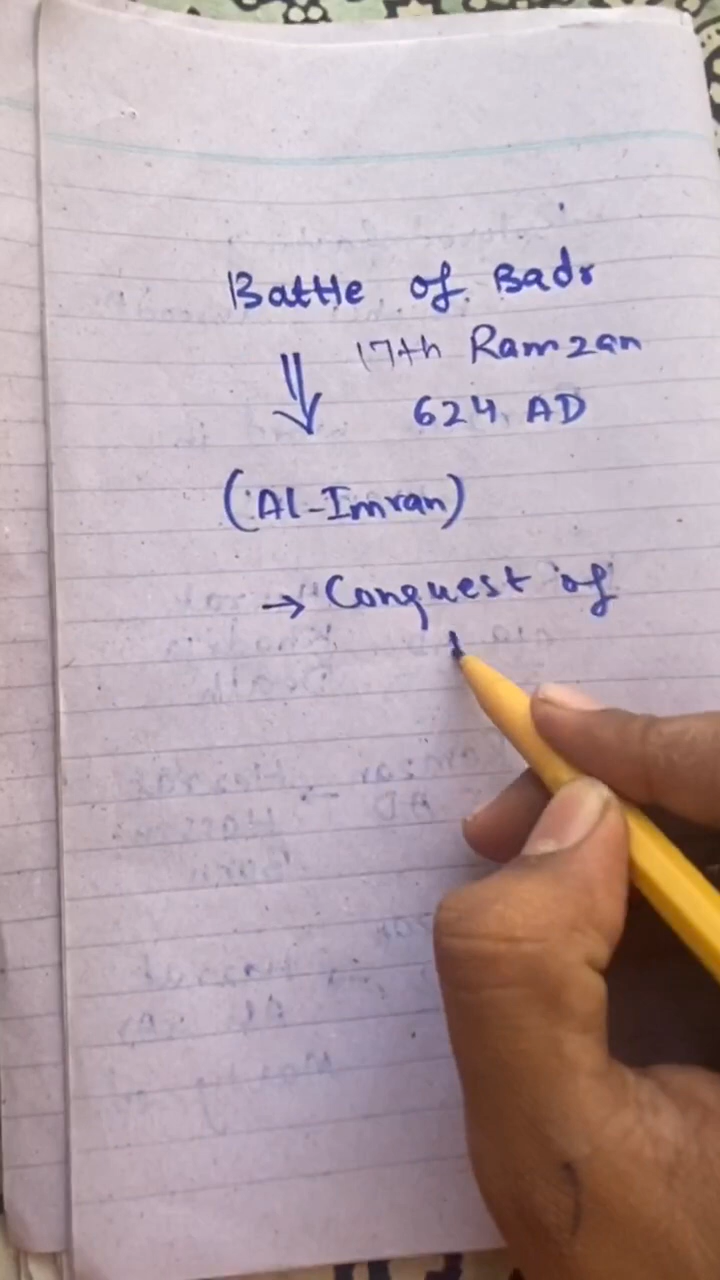 Battle of Badr
17th Ramzan
624 AD
(Al-Imran)
→ Conquest of